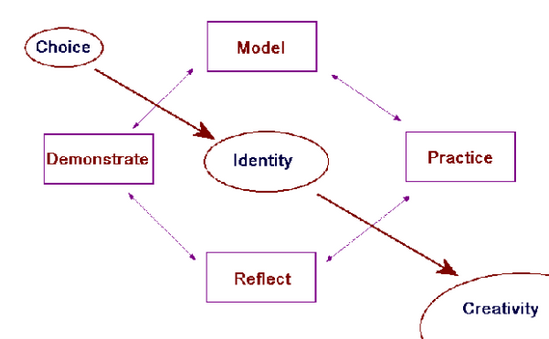 Choice
Model
Demonstrate
Identity
Practice
Reflect
Creativity